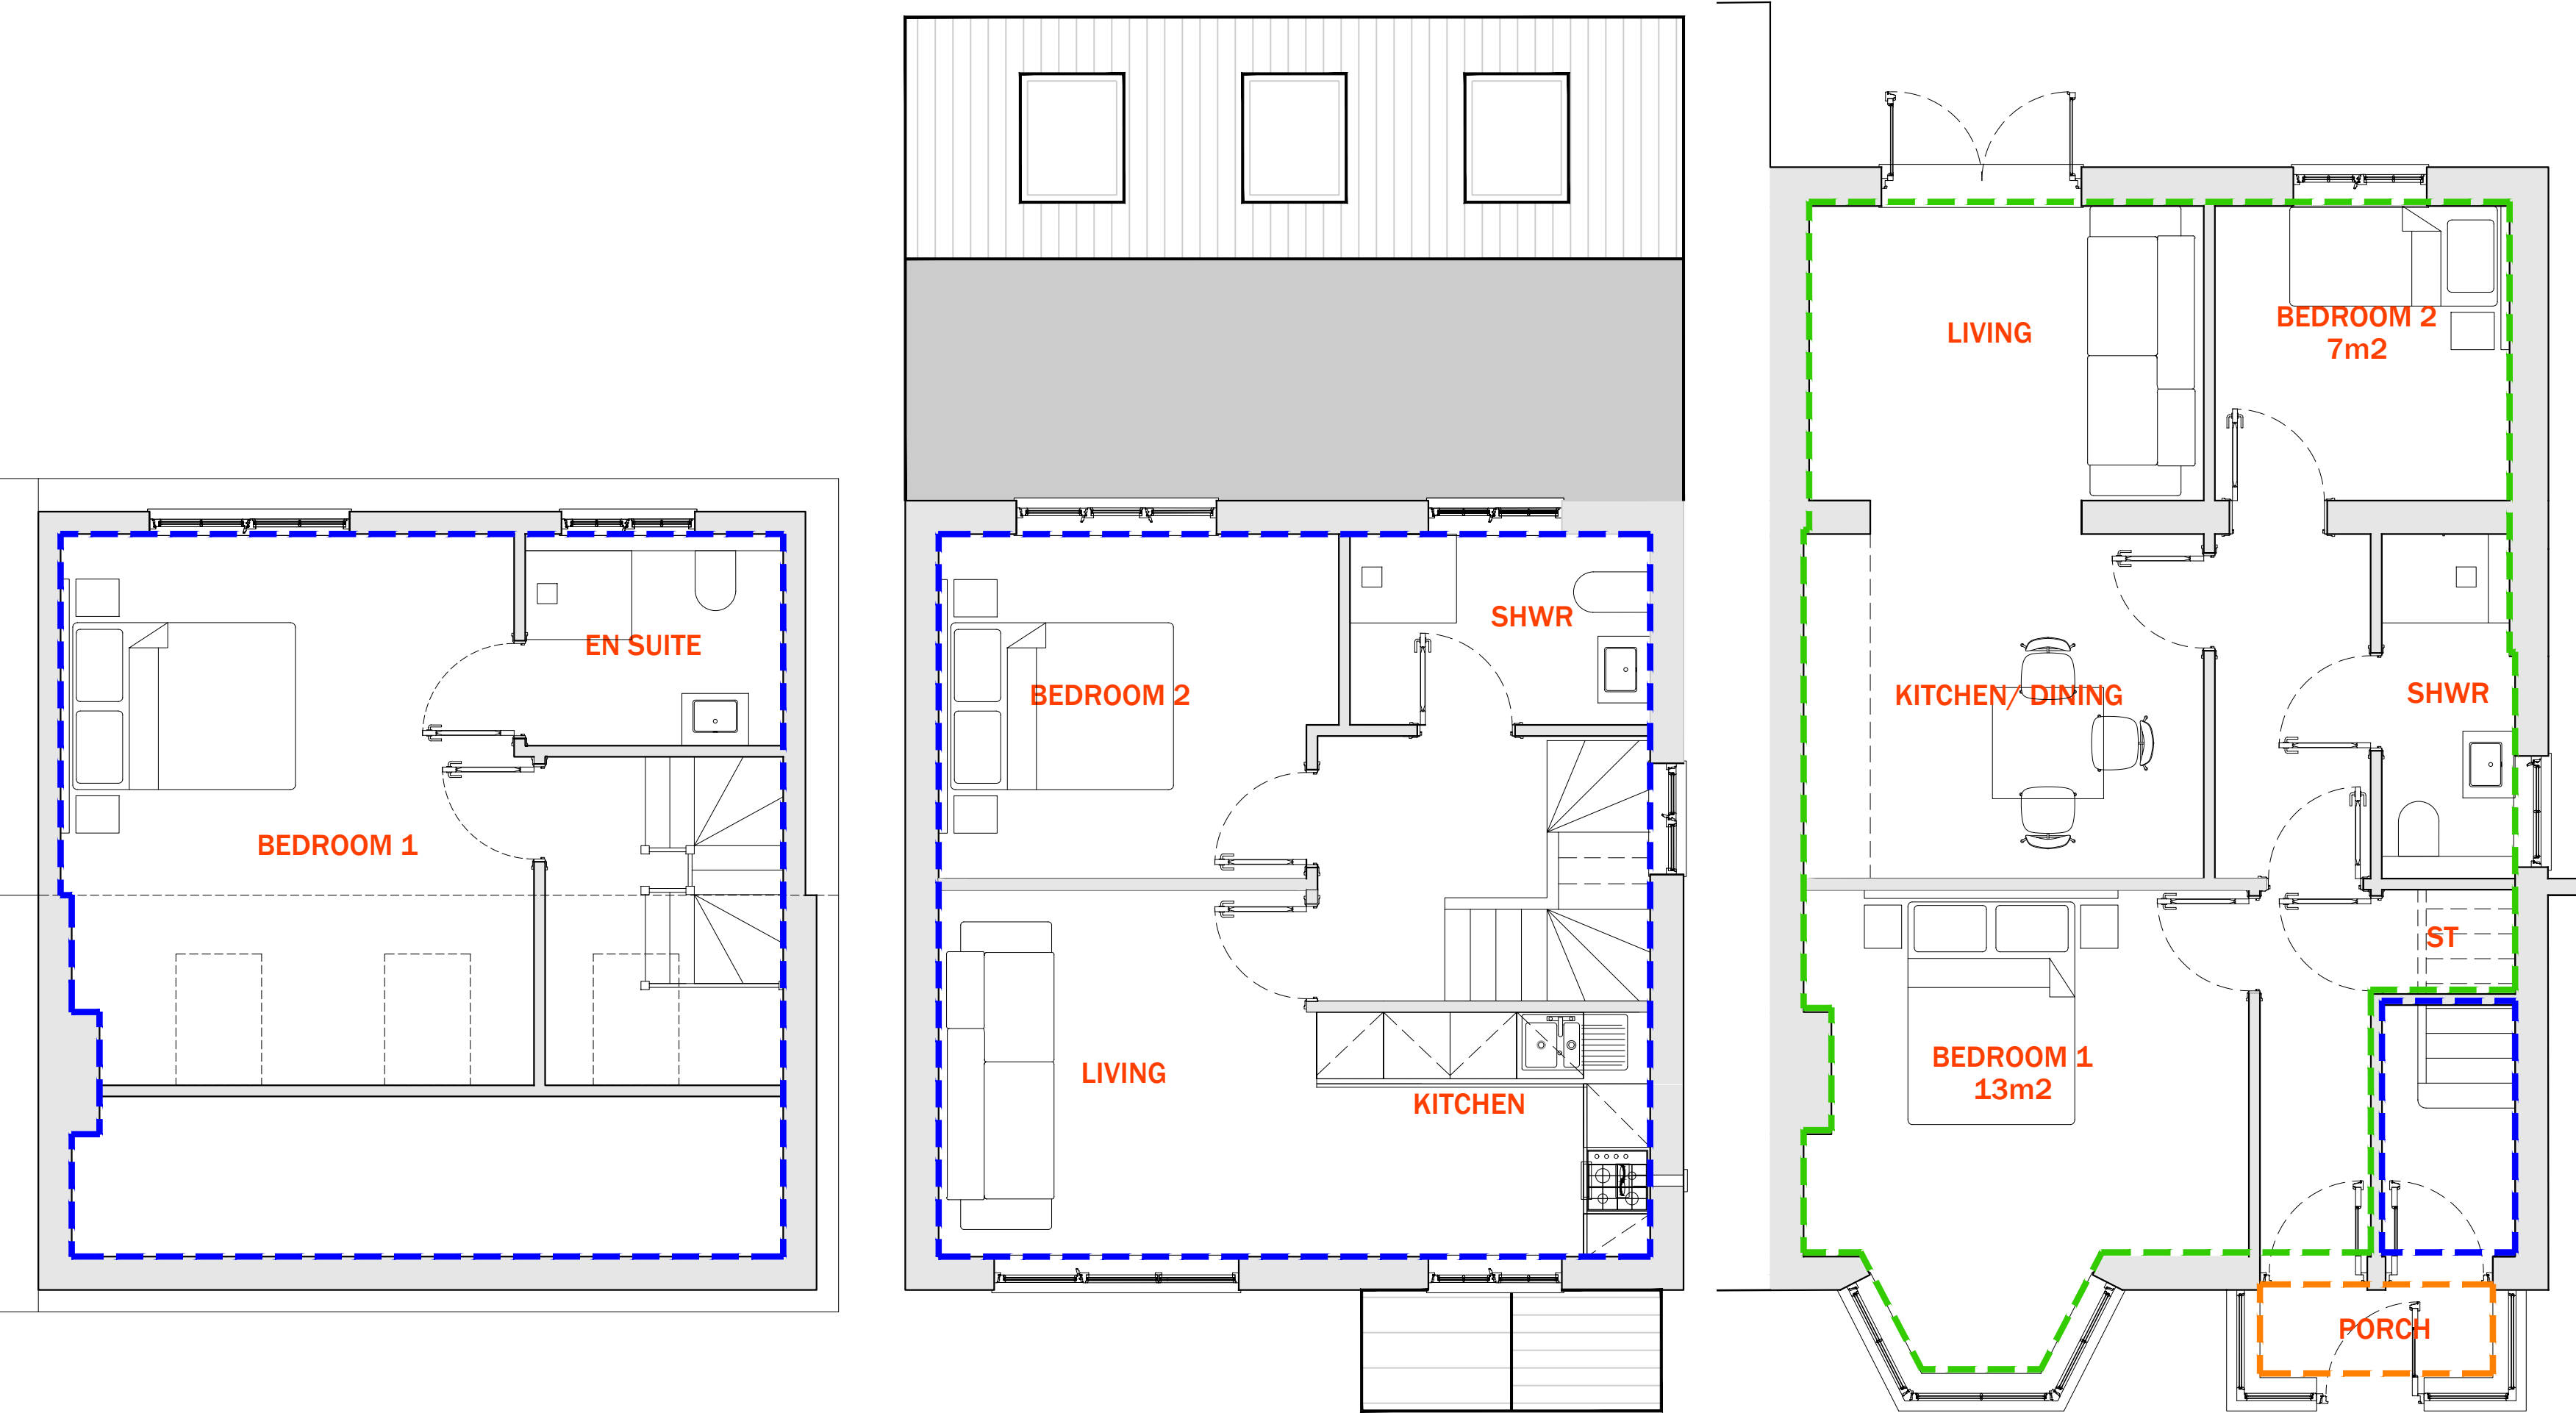 EN SUITE
BEDROOM 1
SHWR
BEDROOM 2
LIVING
KITCHEN
LIVING
BEDROOM 2
7m2
KITCHEN/ DINING
SHWR
ST
BEDROOM 1
13m2
PORCH